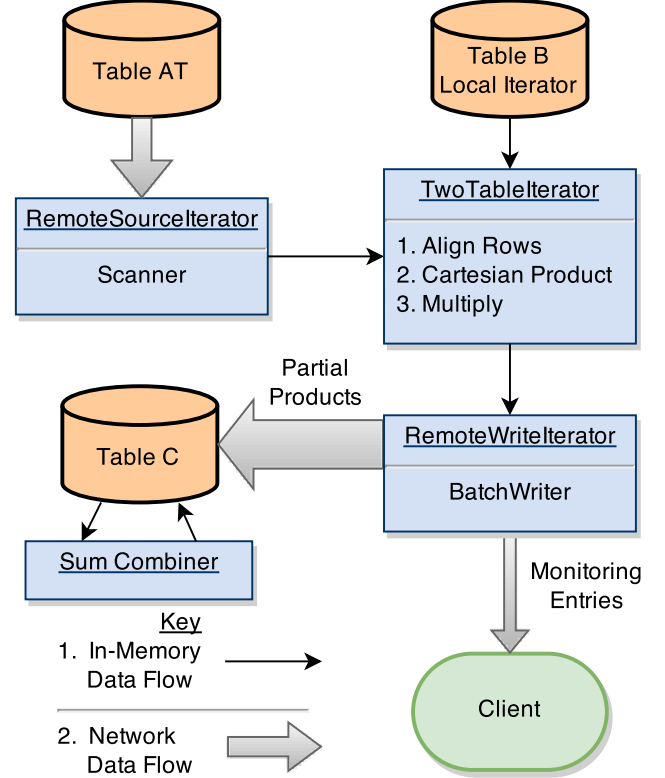 Table AT
Table B
Local Iterator
TwoTableIterator
1. Align Rows
2. Cartesian Product
3. Multiply
RemoteSourceIterator
Scanner
Partial
Products
RemoteWriteIterator
BatchWriter
Table C
Sum Combiner
Monitoring
Entries
Key
1. In-Memory
Data Flow
2. Network
Data Flow
Client